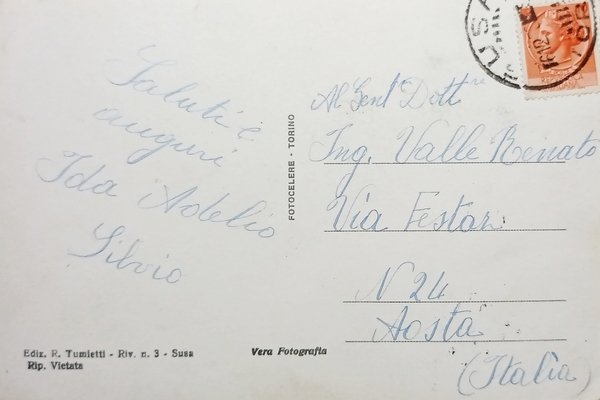 Saluti e
auguri
Ida Adelio
Silvio
Ediz. R. Tumietti - Riv. n. 3 - Susa
Rip. Vietata
FOTOCELERE - TORINO
Vera Fotografia
SUSA
Al Gent Dott
Ing. Valle Renato
Via Festaz
N 24
Aosta
(Italia)